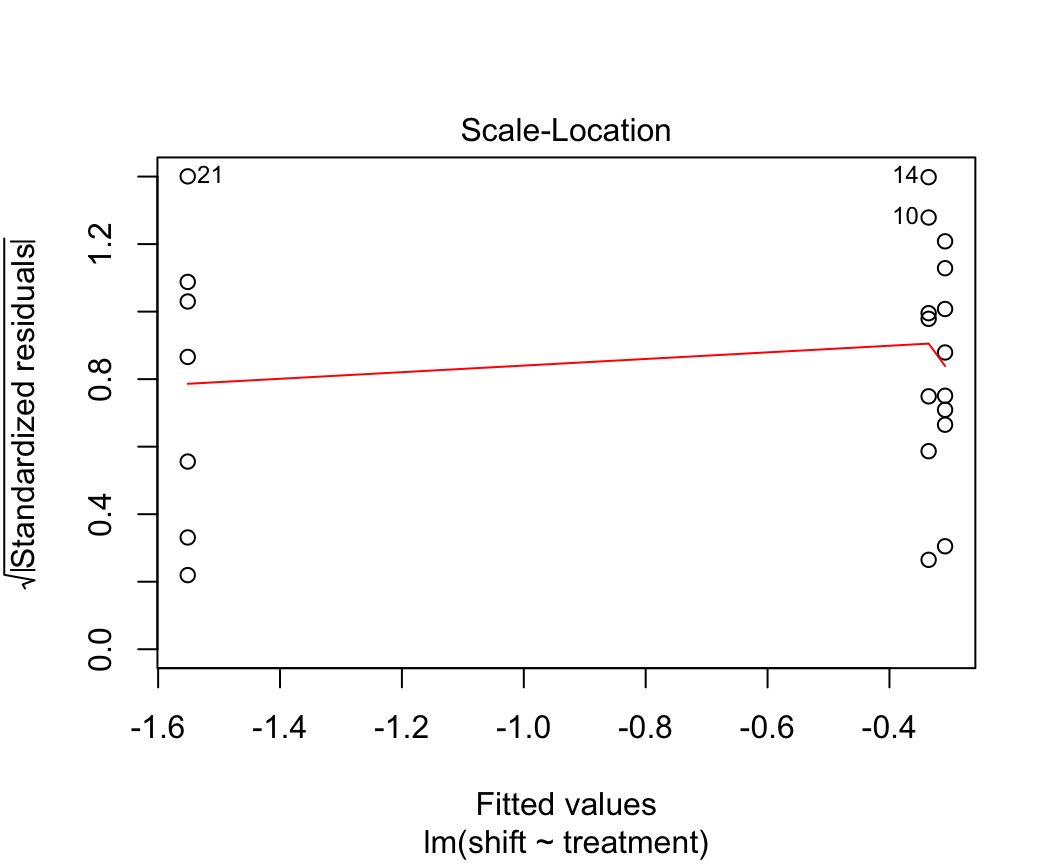 Scale-Location
√|Standardized residuals|
1.2
0.8
0.4
0.0
21
14
10
-1.6 -1.4 -1.2 -1.0 -0.8 -0.6 -0.4
Fitted values
lm(shift ~ treatment)